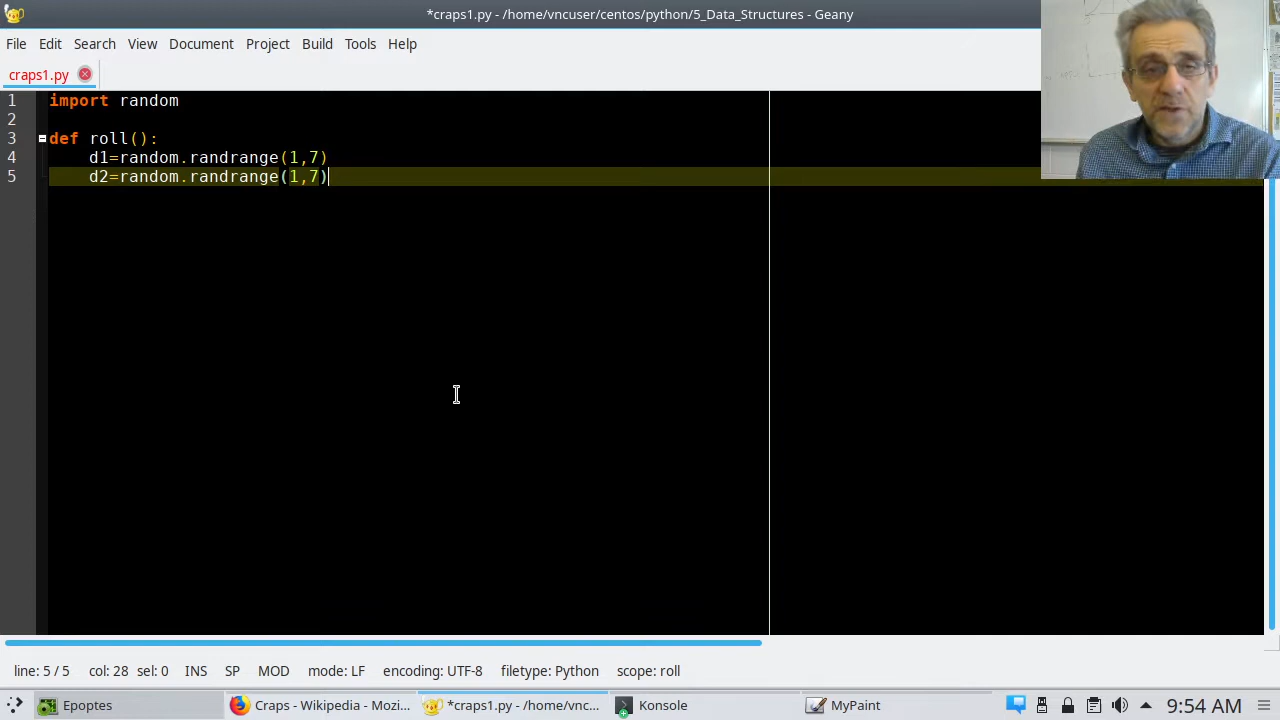 *craps1.py - /home/vncuser/centos/python/5_Data_Structures - Geany
File Edit Search View Document Project Build Tools Help
craps1.py
1 import random
2
3 def roll():
4 d1=random.randrange(1,7)
5 d2=random.randrange(1,7)
line: 5 / 5 col: 28 sel: 0 INS SP MOD mode: LF encoding: UTF-8 filetype: Python scope: roll
Epoptes Craps - Wikipedia - Mozi... *craps1.py - /home/vnc... Konsole MyPaint 9:54 AM